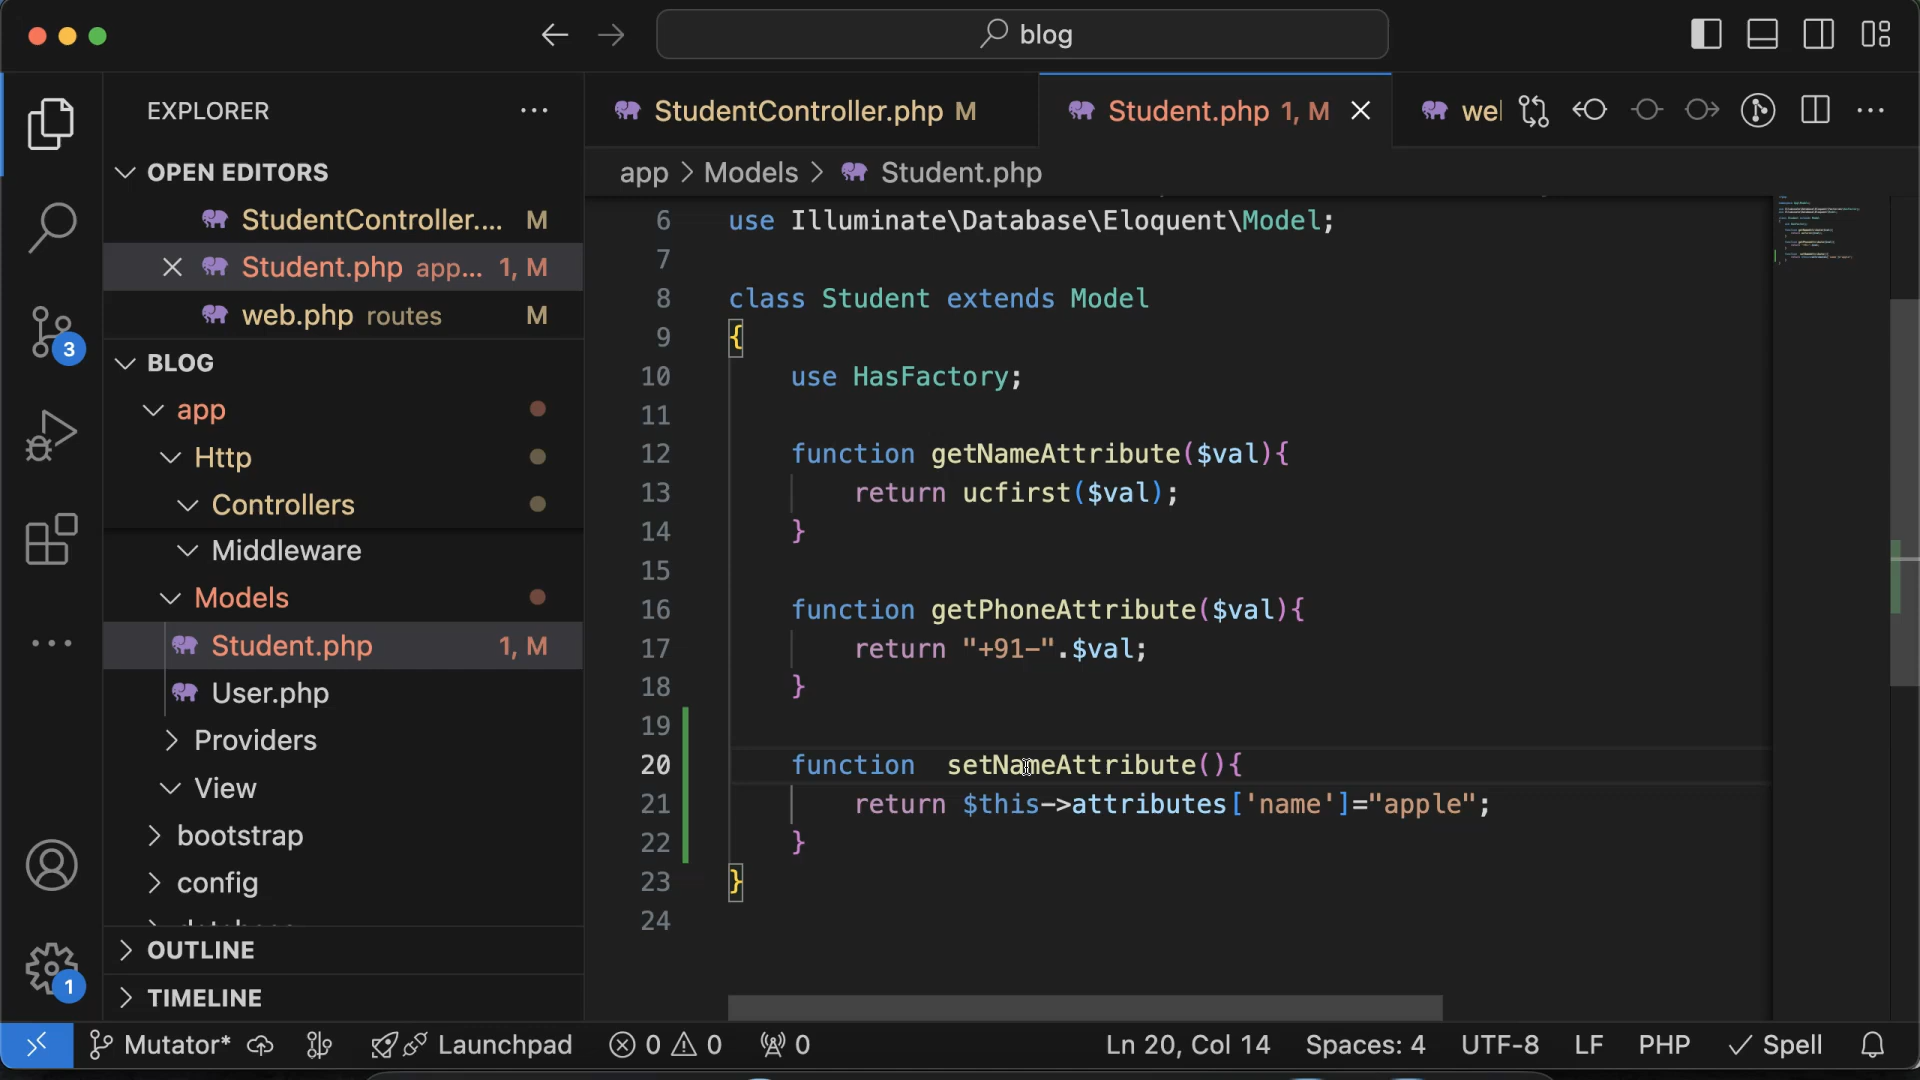 blog
EXPLORER
StudentController.php M
Student.php 1, M
wel
OPEN EDITORS
app > Models > Student.php
StudentController.... M
Student.php app... 1, M
web.php routes M
BLOG
app
Http
Controllers
Middleware
Models
Student.php 1, M
User.php
Providers
View
bootstrap
config
OUTLINE
TIMELINE
6 use Illuminate\Database\Eloquent\Model;
7
8 class Student extends Model
9 {
10 use HasFactory;
11
12 function getNameAttribute($val){
13 return ucfirst($val);
14 }
15
16 function getPhoneAttribute($val){
17 return "+91-".$val;
18 }
19
20 function  setNameAttribute(){
21 return $this->attributes['name']="apple";
22 }
23 }
24
3
1
Mutator* Launchpad 0 0 0 Ln 20, Col 14 Spaces: 4 UTF-8 LF PHP Spell